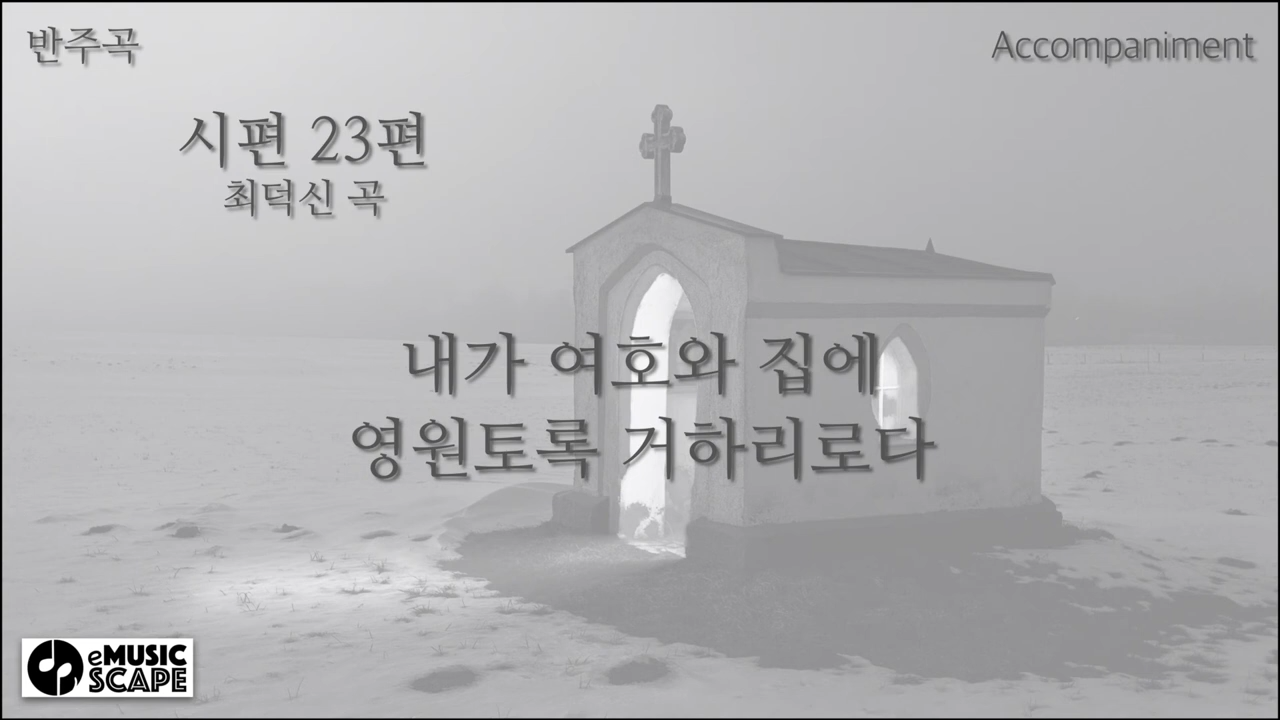 반주곡
Accompaniment
시편 23편
최덕신 곡
내가 여호와 집에
영원토록 거하리로다
eMUSIC
SCAPE